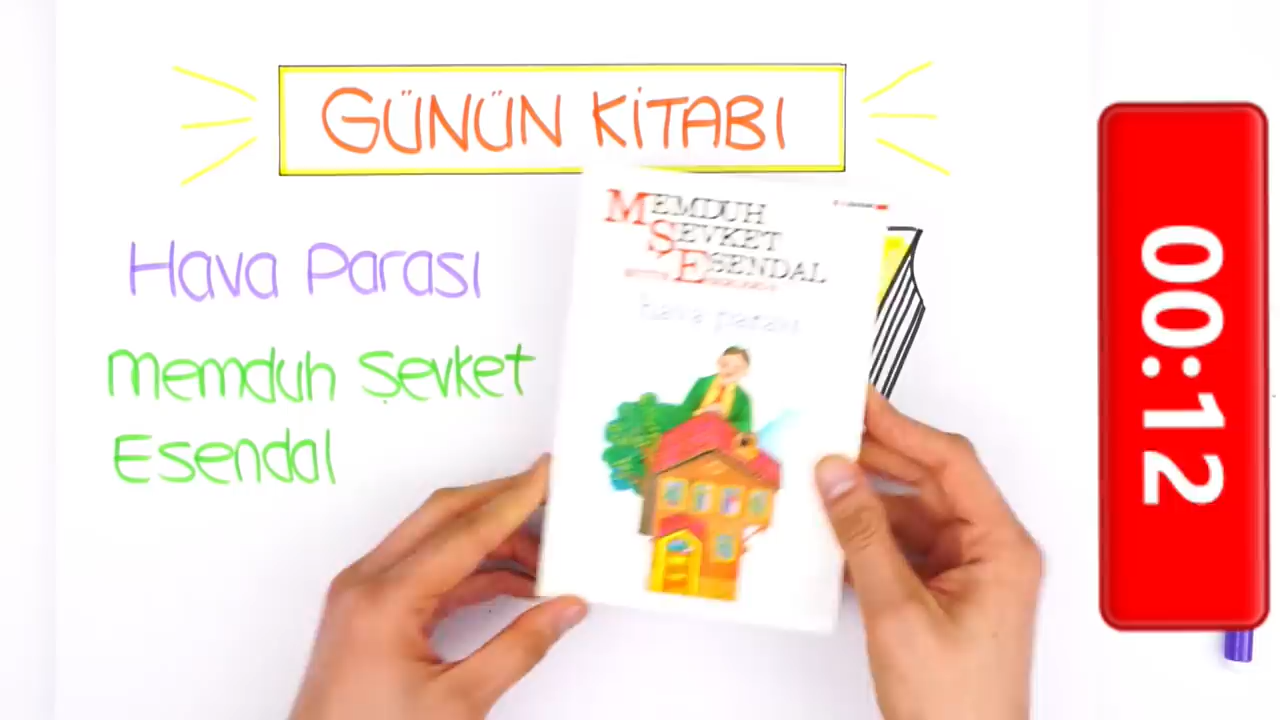 GÜNÜN KİTABI
Hava Parası
Memduh Şevket
Esendal
MEMDUH
ŞEVKET
ESENDAL
hava parası
00:12